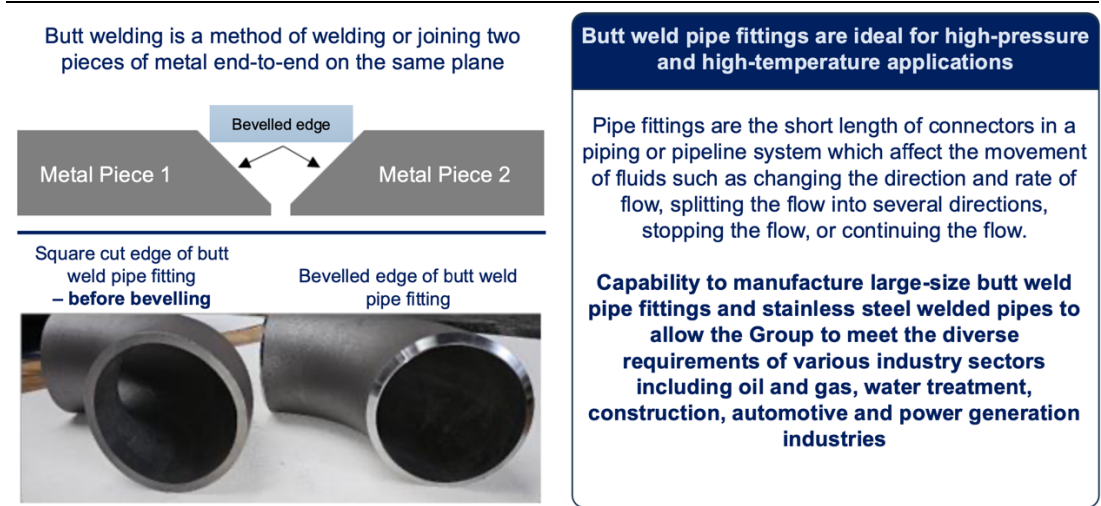 Butt welding is a method of welding or joining two
pieces of metal end-to-end on the same plane
Bevelled edge
Metal Piece 1
Metal Piece 2
Square cut edge of butt
weld pipe fitting
– before bevelling
Bevelled edge of butt weld
pipe fitting
Butt weld pipe fittings are ideal for high-pressure
and high-temperature applications
Pipe fittings are the short length of connectors in a
piping or pipeline system which affect the movement
of fluids such as changing the direction and rate of
flow, splitting the flow into several directions,
stopping the flow, or continuing the flow.
Capability to manufacture large-size butt weld
pipe fittings and stainless steel welded pipes to
allow the Group to meet the diverse
requirements of various industry sectors
including oil and gas, water treatment,
construction, automotive and power generation
industries